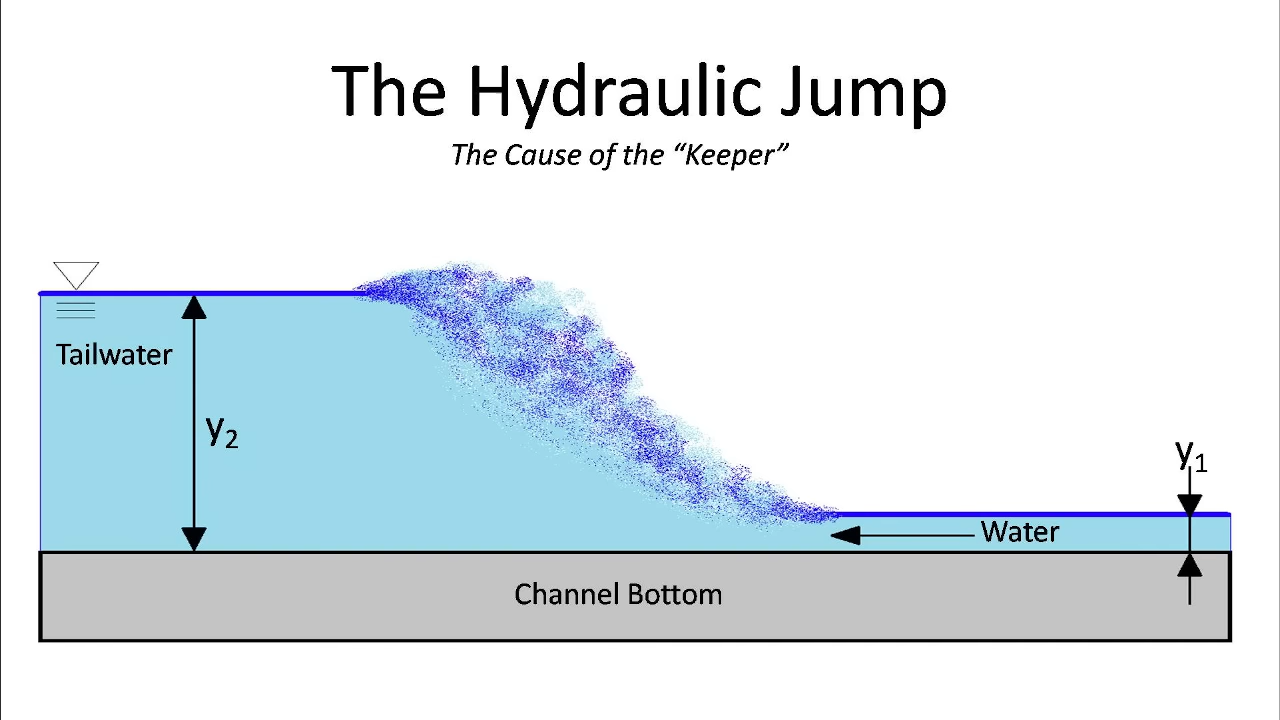 The Hydraulic Jump
The Cause of the “Keeper”
Tailwater
y₂
y₁
Water
Channel Bottom